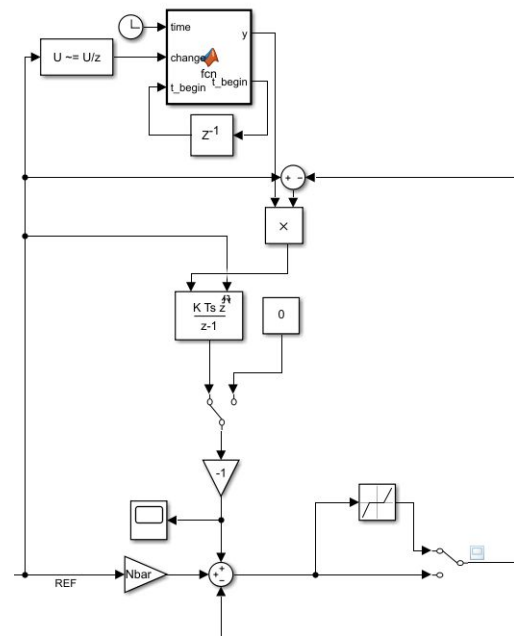 time
y
U ~= U/z
change
fcn
t_begin
t_begin
Z-1
+ -
×
K Ts z
z-1
0
-1
REF
Nbar
+
+
+